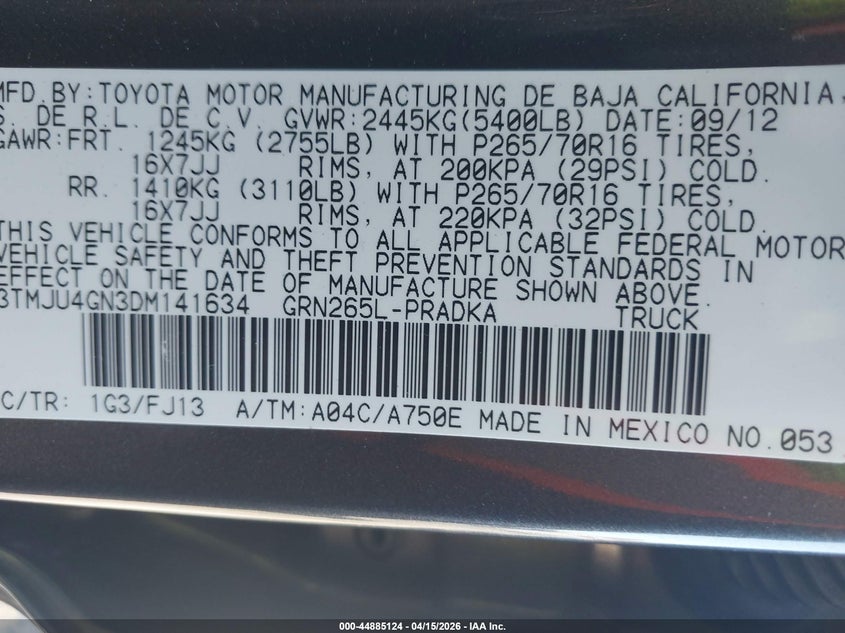 MFD.BY:TOYOTA MOTOR MANUFACTURING DE BAJA CALIFORNIA,
S. DE R.L. DE C.V. GVWR:2445KG(5400LB) DATE:09/12
GAWR:FRT. 1245KG (2755LB) WITH P265/70R16 TIRES,
16X7JJ RIMS, AT 200KPA (29PSI) COLD.
RR. 1410KG (3110LB) WITH P265/70R16 TIRES,
16X7JJ RIMS, AT 220KPA (32PSI) COLD.
THIS VEHICLE CONFORMS TO ALL APPLICABLE FEDERAL MOTOR
VEHICLE SAFETY AND THEFT PREVENTION STANDARDS IN
EFFECT ON THE DATE OF MANUFACTURE SHOWN ABOVE.
3TMJU4GN3DM141634 GRN265L-PRADKA TRUCK
C/TR: 1G3/FJ13 A/TM:A04C/A750E MADE IN MEXICO NO.053
000-44885124 - 04/15/2026 - IAA Inc.